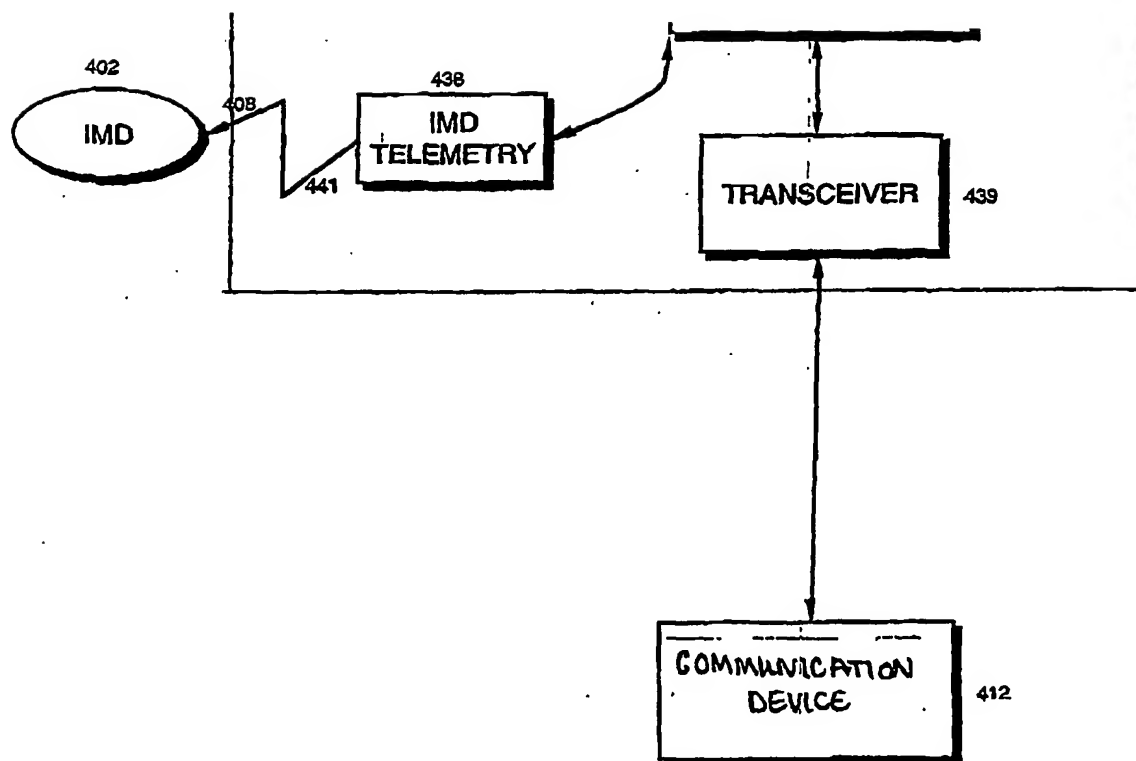 402
IMD
408
441
438
IMD
TELEMETRY
TRANSCEIVER
439
COMMUNICATION
DEVICE
412